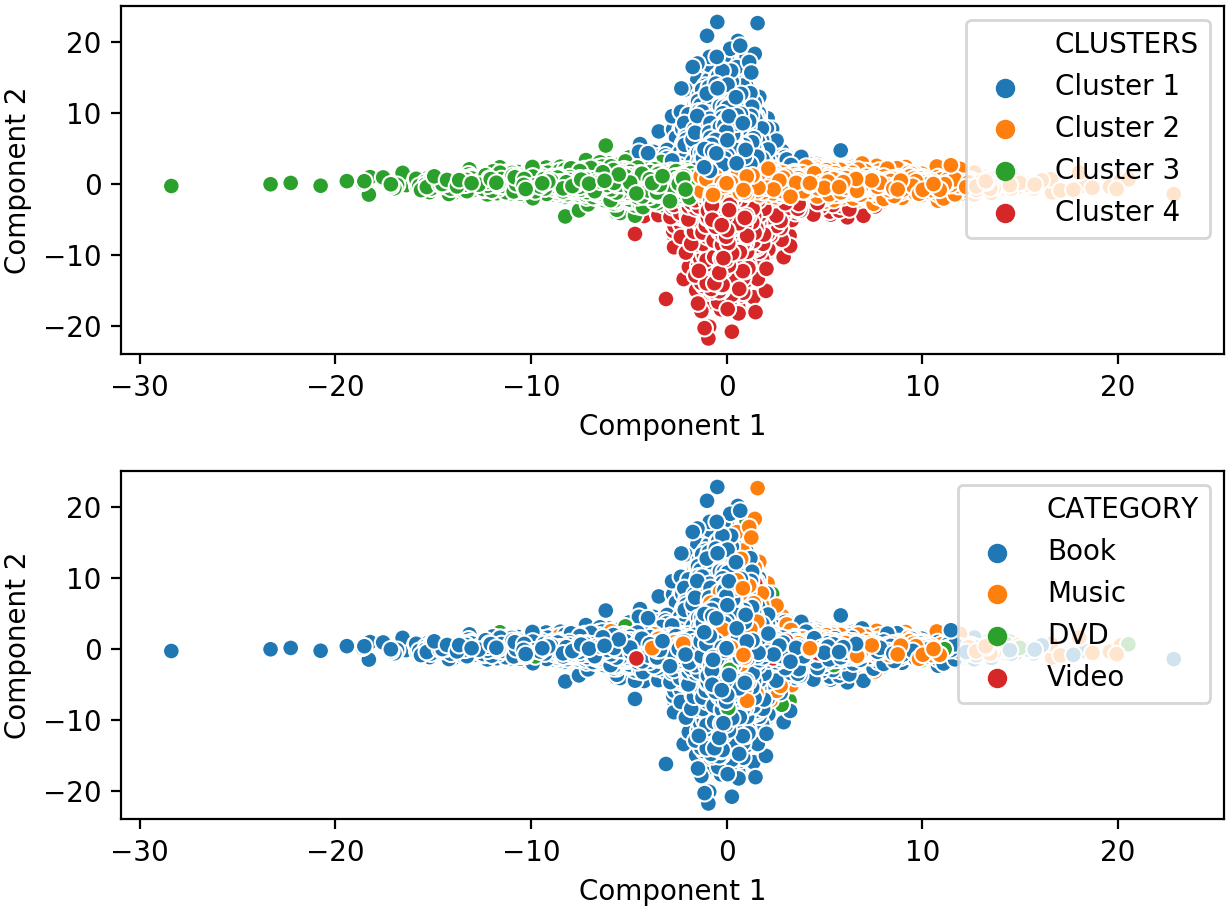 CLUSTERS
Cluster 1
Cluster 2
Cluster 3
Cluster 4
20
10
0
−10
−20
Component 2
−30 −20 −10 0 10 20
Component 1
CATEGORY
Book
Music
DVD
Video
20
10
0
−10
−20
Component 2
−30 −20 −10 0 10 20
Component 1